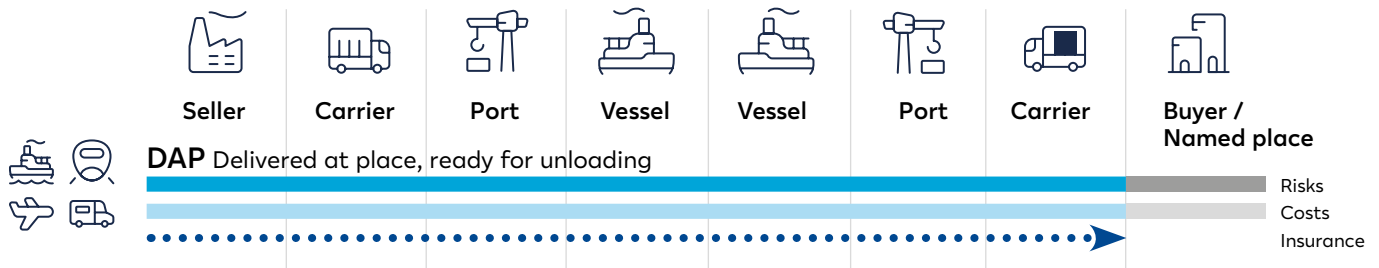 Seller
Carrier
Port
Vessel
Vessel
Port
Carrier
Buyer /
Named place
DAP Delivered at place, ready for unloading
Risks
Costs
Insurance